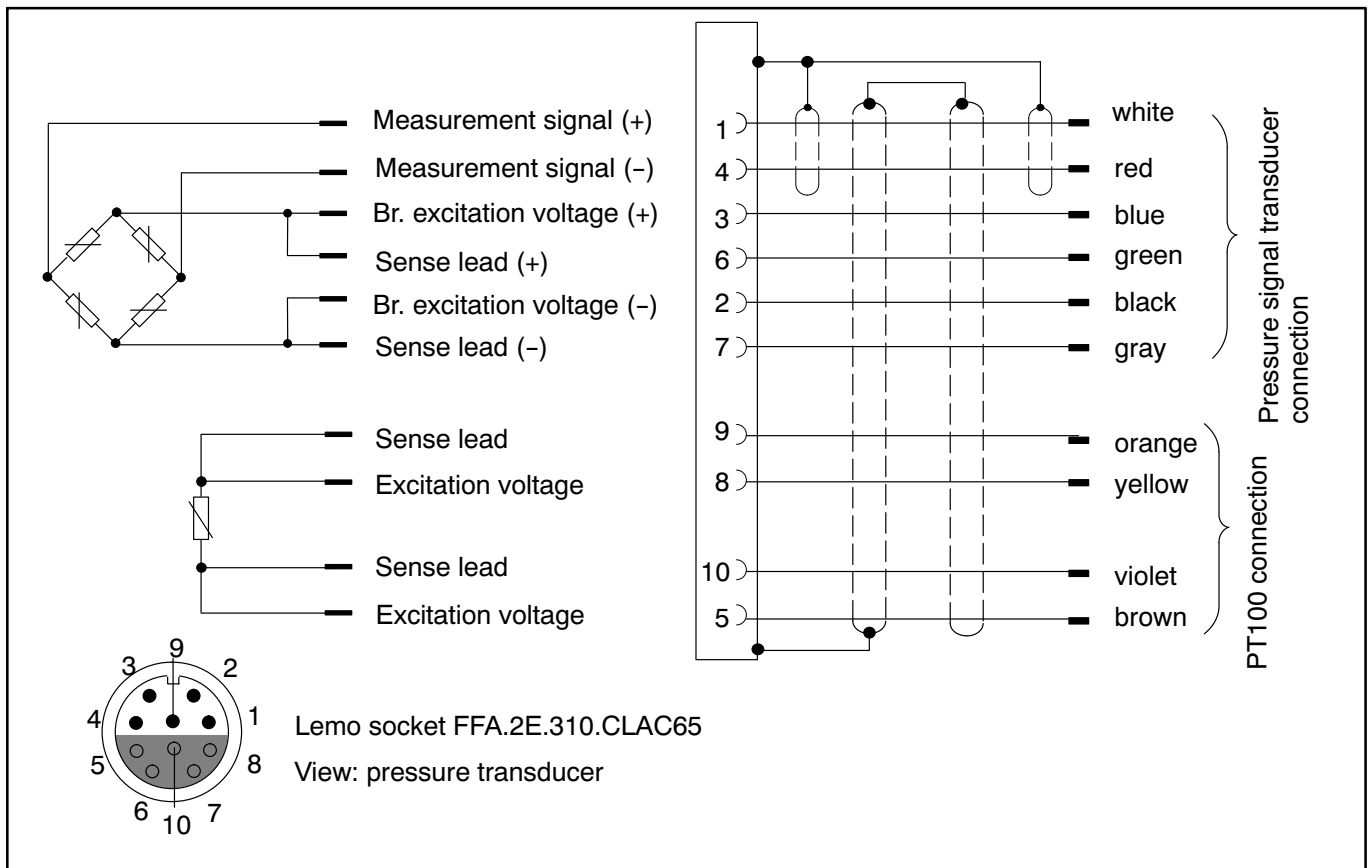 Measurement signal (+)
Measurement signal (–)
Br. excitation voltage (+)
Sense lead (+)
Br. excitation voltage (–)
Sense lead (–)
Sense lead
Excitation voltage
Sense lead
Excitation voltage
1 white
4 red
3 blue
6 green
2 black
7 gray
Pressure signal transducer
connection
9 orange
8 yellow
10 violet
5 brown
PT100 connection
9
3 2
4 1
5 8
6 7
10
Lemo socket FFA.2E.310.CLAC65
View: pressure transducer